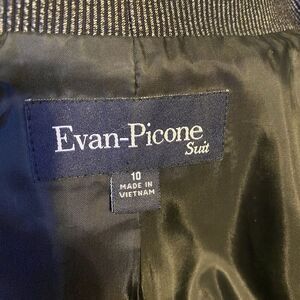 Evan-Picone
Suit
10
MADE IN
VIETNAM